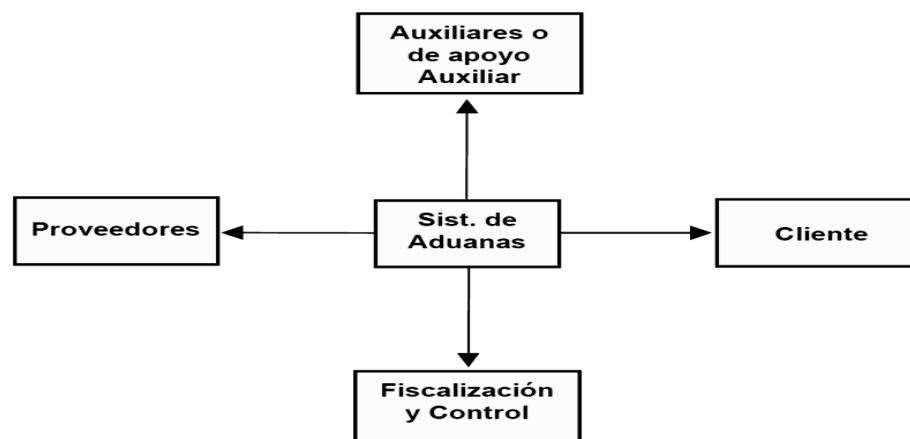 Auxiliares o
de apoyo
Auxiliar
Proveedores
Sist. de
Aduanas
Cliente
Fiscalización
y Control